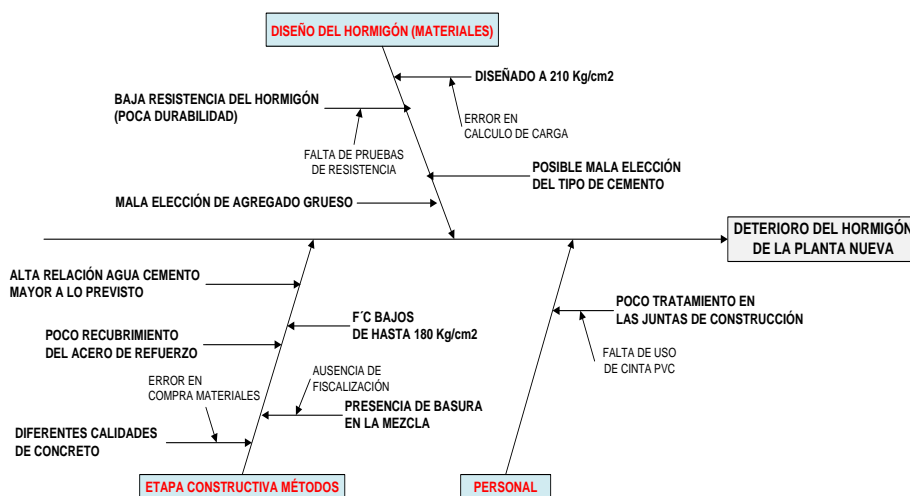 DISEÑO DEL HORMIGÓN (MATERIALES)
DISEÑADO A 210 Kg/cm2
BAJA RESISTENCIA DEL HORMIGÓN
(POCA DURABILIDAD)
ERROR EN
CALCULO DE CARGA
FALTA DE PRUEBAS
DE RESISTENCIA
POSIBLE MALA ELECCIÓN
DEL TIPO DE CEMENTO
MALA ELECCIÓN DE AGREGADO GRUESO
DETERIORO DEL HORMIGÓN
DE LA PLANTA NUEVA
ALTA RELACIÓN AGUA CEMENTO
MAYOR A LO PREVISTO
F´C BAJOS
DE HASTA 180 Kg/cm2
POCO RECUBRIMIENTO
DEL ACERO DE REFUERZO
AUSENCIA DE
FISCALIZACIÓN
ERROR EN
COMPRA MATERIALES
PRESENCIA DE BASURA
EN LA MEZCLA
DIFERENTES CALIDADES
DE CONCRETO
POCO TRATAMIENTO EN
LAS JUNTAS DE CONSTRUCCIÓN
FALTA DE USO
DE CINTA PVC
ETAPA CONSTRUCTIVA MÉTODOS
PERSONAL